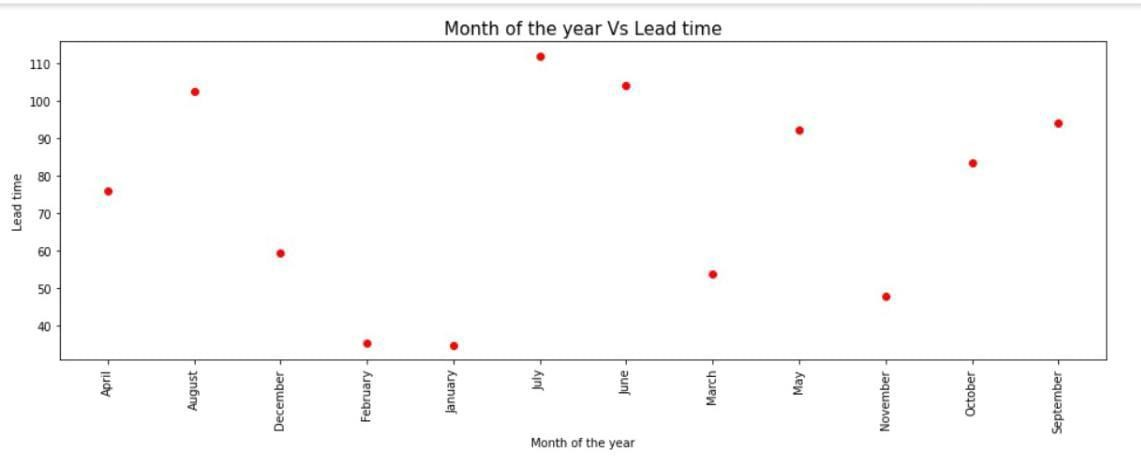 Month of the year Vs Lead time
110
100
90
80
70
60
50
40
Lead time
April
August
December
February
January
July
June
March
May
November
October
September
Month of the year